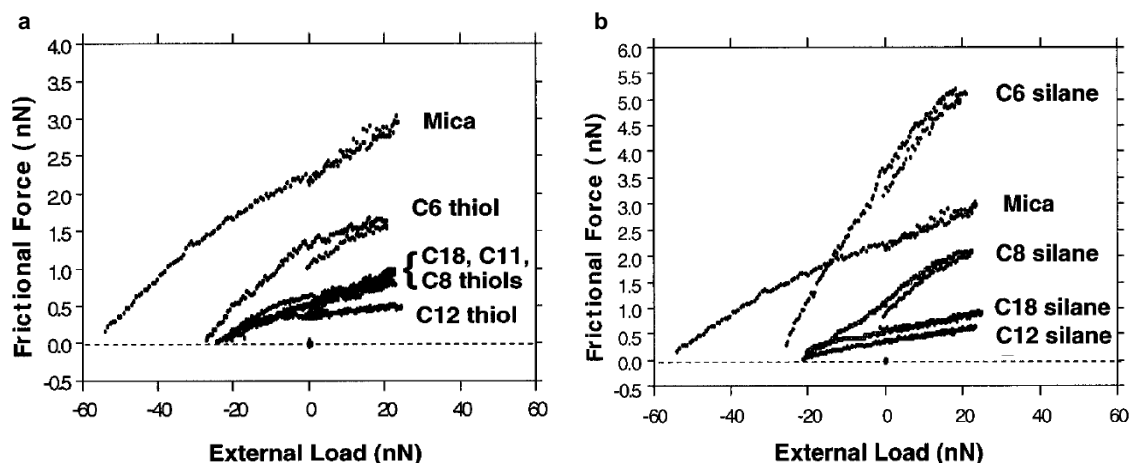 a
4.0
3.5
3.0
2.5
2.0
1.5
1.0
0.5
0.0
-0.5
Frictional Force ( nN)
Mica
C6 thiol
C18, C11,
C8 thiols
C12 thiol
-60 -40 -20 0 20 40 60
External Load (nN)
b
6.0
5.5
5.0
4.5
4.0
3.5
3.0
2.5
2.0
1.5
1.0
0.5
0.0
-0.5
Frictional Force ( nN)
C6 silane
Mica
C8 silane
C18 silane
C12 silane
-60 -40 -20 0 20 40 60
External Load (nN)